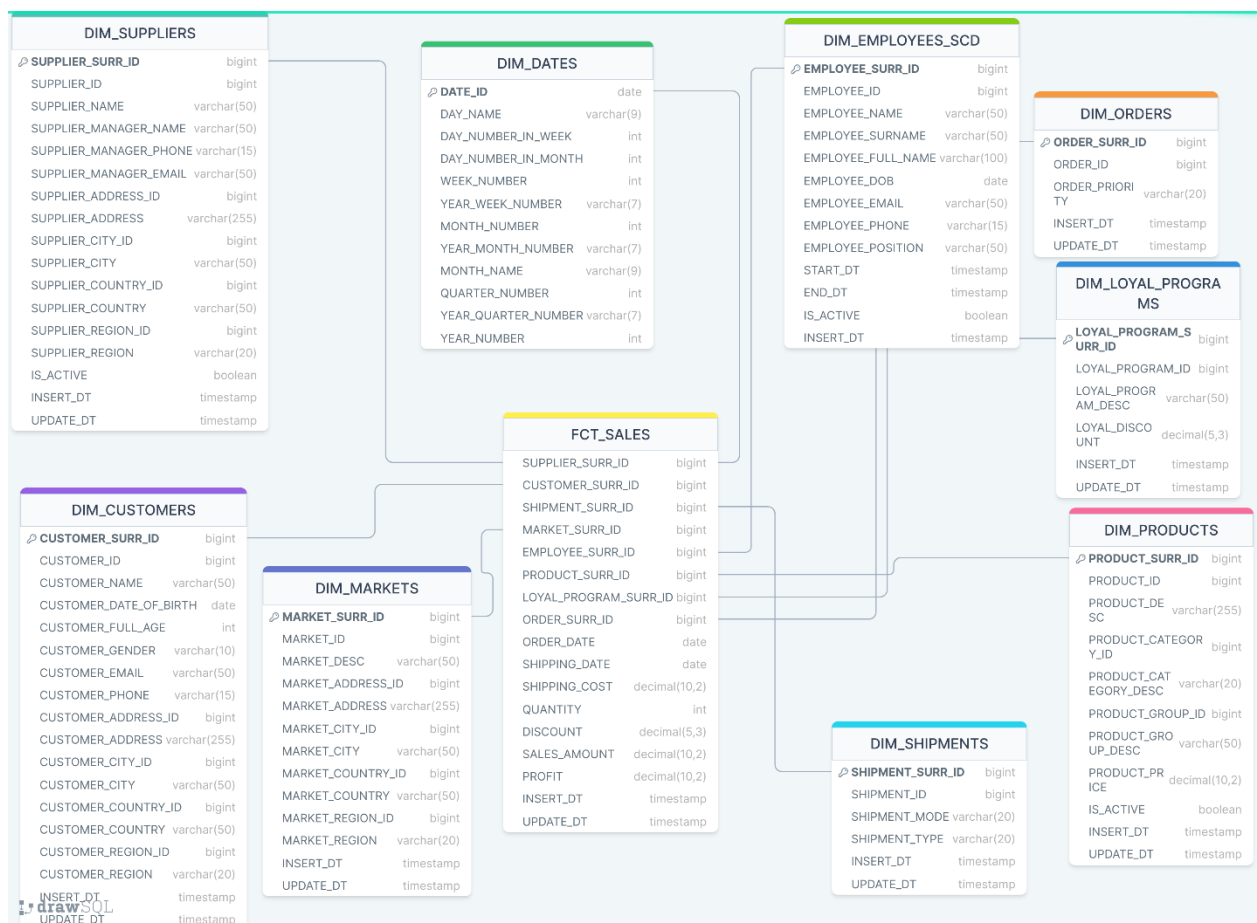 DIM_SUPPLIERS
SUPPLIER_SURR_ID bigint
SUPPLIER_ID bigint
SUPPLIER_NAME varchar(50)
SUPPLIER_MANAGER_NAME varchar(50)
SUPPLIER_MANAGER_PHONE varchar(15)
SUPPLIER_MANAGER_EMAIL varchar(50)
SUPPLIER_ADDRESS_ID bigint
SUPPLIER_ADDRESS varchar(255)
SUPPLIER_CITY_ID bigint
SUPPLIER_CITY varchar(50)
SUPPLIER_COUNTRY_ID bigint
SUPPLIER_COUNTRY varchar(50)
SUPPLIER_REGION_ID bigint
SUPPLIER_REGION varchar(20)
IS_ACTIVE boolean
INSERT_DT timestamp
UPDATE_DT timestamp
DIM_DATES
DATE_ID date
DAY_NAME varchar(9)
DAY_NUMBER_IN_WEEK int
DAY_NUMBER_IN_MONTH int
WEEK_NUMBER int
YEAR_WEEK_NUMBER varchar(7)
MONTH_NUMBER int
YEAR_MONTH_NUMBER varchar(7)
MONTH_NAME varchar(9)
QUARTER_NUMBER int
YEAR_QUARTER_NUMBER varchar(7)
YEAR_NUMBER int
DIM_EMPLOYEES_SCD
EMPLOYEE_SURR_ID bigint
EMPLOYEE_ID bigint
EMPLOYEE_NAME varchar(50)
EMPLOYEE_SURNAME varchar(50)
EMPLOYEE_FULL_NAME varchar(100)
EMPLOYEE_DOB date
EMPLOYEE_EMAIL varchar(50)
EMPLOYEE_PHONE varchar(15)
EMPLOYEE_POSITION varchar(50)
START_DT timestamp
END_DT timestamp
IS_ACTIVE boolean
INSERT_DT timestamp
DIM_ORDERS
ORDER_SURR_ID bigint
ORDER_ID bigint
ORDER_PRIORI
TY varchar(20)
INSERT_DT timestamp
UPDATE_DT timestamp
DIM_LOYAL_PROGRA
MS
LOYAL_PROGRAM_S
URR_ID bigint
LOYAL_PROGRAM_ID bigint
LOYAL_PROGR
AM_DESC varchar(50)
LOYAL_DISCO
UNT decimal(5,3)
INSERT_DT timestamp
UPDATE_DT timestamp
FCT_SALES
SUPPLIER_SURR_ID bigint
CUSTOMER_SURR_ID bigint
SHIPMENT_SURR_ID bigint
MARKET_SURR_ID bigint
EMPLOYEE_SURR_ID bigint
PRODUCT_SURR_ID bigint
LOYAL_PROGRAM_SURR_ID bigint
ORDER_SURR_ID bigint
ORDER_DATE date
SHIPPING_DATE date
SHIPPING_COST decimal(10,2)
QUANTITY int
DISCOUNT decimal(5,3)
SALES_AMOUNT decimal(10,2)
PROFIT decimal(10,2)
INSERT_DT timestamp
UPDATE_DT timestamp
DIM_CUSTOMERS
CUSTOMER_SURR_ID bigint
CUSTOMER_ID bigint
CUSTOMER_NAME varchar(50)
CUSTOMER_DATE_OF_BIRTH date
CUSTOMER_FULL_AGE int
CUSTOMER_GENDER varchar(10)
CUSTOMER_EMAIL varchar(50)
CUSTOMER_PHONE varchar(15)
CUSTOMER_ADDRESS_ID bigint
CUSTOMER_ADDRESS varchar(255)
CUSTOMER_CITY_ID bigint
CUSTOMER_CITY varchar(50)
CUSTOMER_COUNTRY_ID bigint
CUSTOMER_COUNTRY varchar(50)
CUSTOMER_REGION_ID bigint
CUSTOMER_REGION varchar(20)
INSERT_DT timestamp
drawSQL
UPDATE_DT timestamp
DIM_MARKETS
MARKET_SURR_ID bigint
MARKET_ID bigint
MARKET_DESC varchar(50)
MARKET_ADDRESS_ID bigint
MARKET_ADDRESS varchar(255)
MARKET_CITY_ID bigint
MARKET_CITY varchar(50)
MARKET_COUNTRY_ID bigint
MARKET_COUNTRY varchar(50)
MARKET_REGION_ID bigint
MARKET_REGION varchar(20)
INSERT_DT timestamp
UPDATE_DT timestamp
DIM_SHIPMENTS
SHIPMENT_SURR_ID bigint
SHIPMENT_ID bigint
SHIPMENT_MODE varchar(20)
SHIPMENT_TYPE varchar(20)
INSERT_DT timestamp
UPDATE_DT timestamp
DIM_PRODUCTS
PRODUCT_SURR_ID bigint
PRODUCT_ID bigint
PRODUCT_DE
SC varchar(255)
PRODUCT_CATEGOR
Y_ID bigint
PRODUCT_CAT
EGORY_DESC varchar(20)
PRODUCT_GROUP_ID bigint
PRODUCT_GRO
UP_DESC varchar(50)
PRODUCT_PR
ICE decimal(10,2)
IS_ACTIVE boolean
INSERT_DT timestamp
UPDATE_DT timestamp